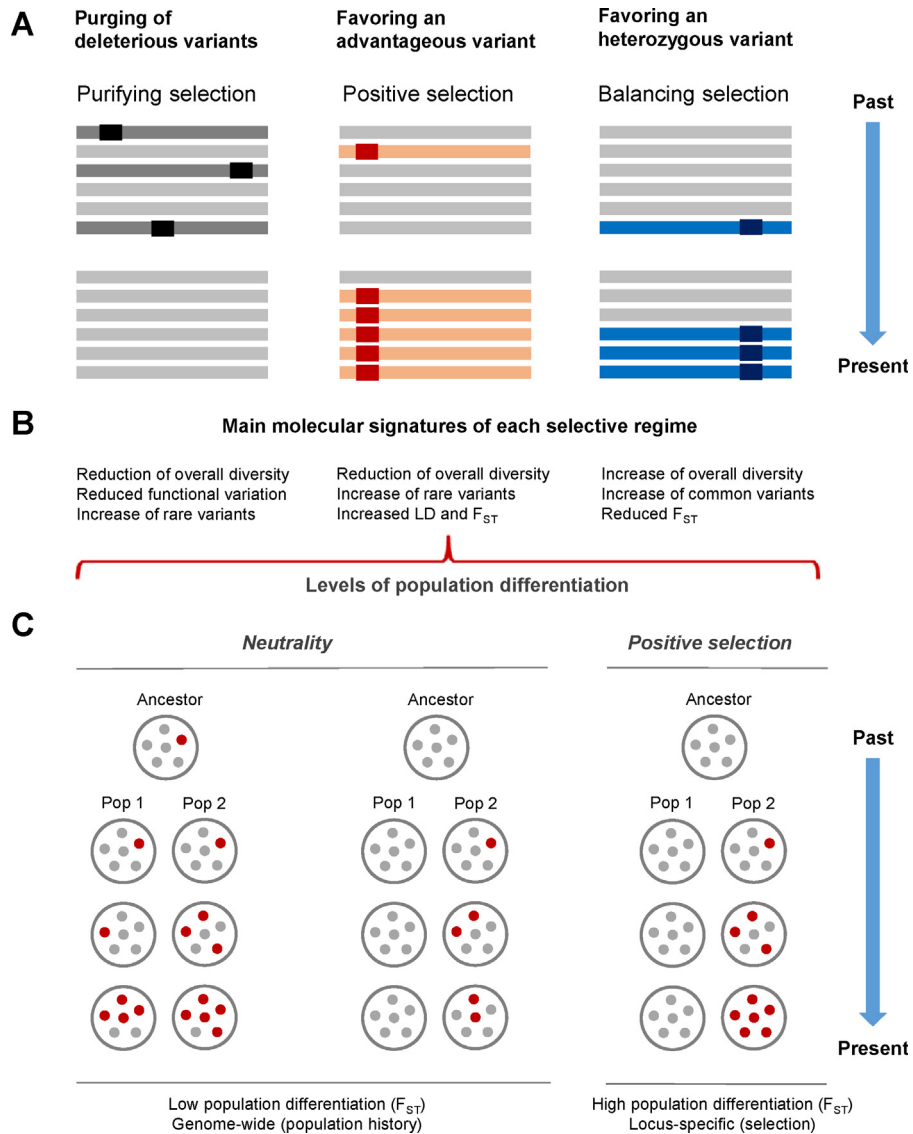 A
Purging of
deleterious variants
Favoring an
advantageous variant
Favoring an
heterozygous variant
Purifying selection
Positive selection
Balancing selection
Past
Present
B
Main molecular signatures of each selective regime
Reduction of overall diversity
Reduced functional variation
Increase of rare variants
Reduction of overall diversity
Increase of rare variants
Increased LD and FST
Increase of overall diversity
Increase of common variants
Reduced FST
Levels of population differentiation
C
Neutrality
Positive selection
Ancestor
Ancestor
Ancestor
Pop 1
Pop 2
Pop 1
Pop 2
Pop 1
Pop 2
Past
Present
Low population differentiation (FST)
Genome-wide (population history)
High population differentiation (FST)
Locus-specific (selection)